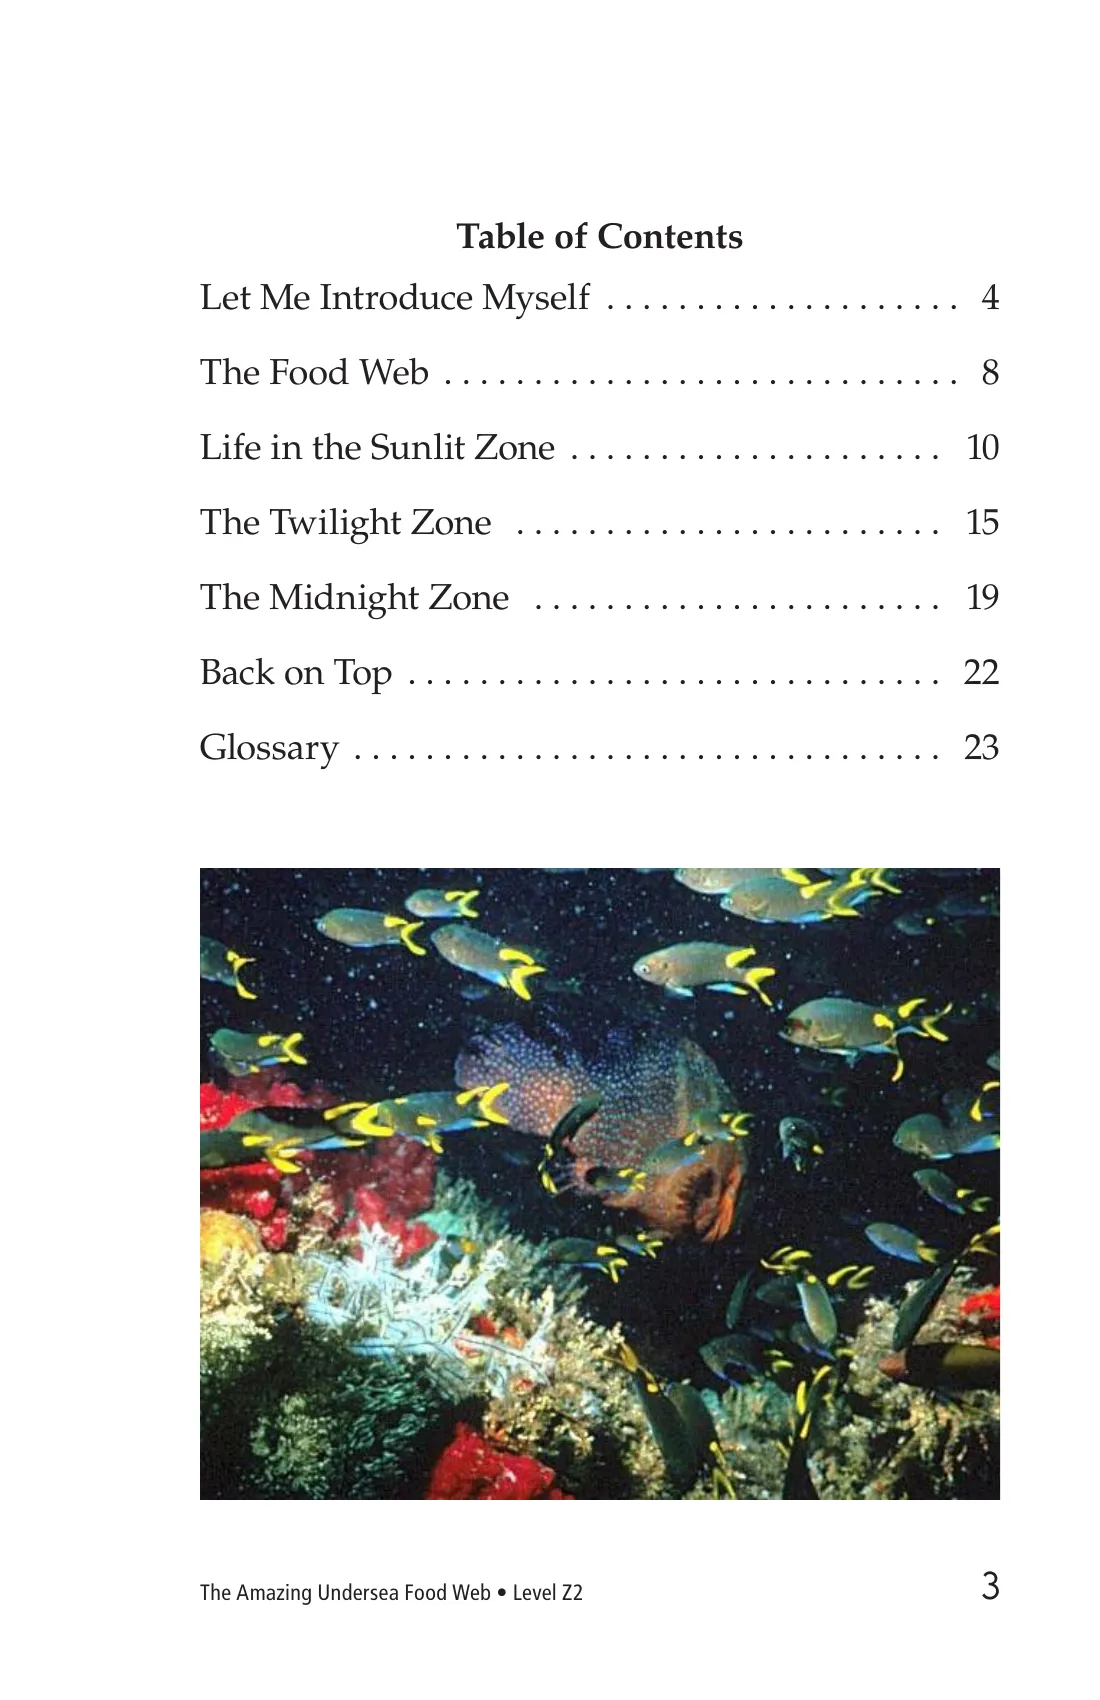 Table of Contents
Let Me Introduce Myself . . . . . . . . . . . . . . . . . . . . 4
The Food Web . . . . . . . . . . . . . . . . . . . . . . . . . . . . . 8
Life in the Sunlit Zone . . . . . . . . . . . . . . . . . . . . . 10
The Twilight Zone . . . . . . . . . . . . . . . . . . . . . . . . 15
The Midnight Zone . . . . . . . . . . . . . . . . . . . . . . . 19
Back on Top . . . . . . . . . . . . . . . . . . . . . . . . . . . . . . 22
Glossary . . . . . . . . . . . . . . . . . . . . . . . . . . . . . . . . . 23
The Amazing Undersea Food Web • Level Z2 3